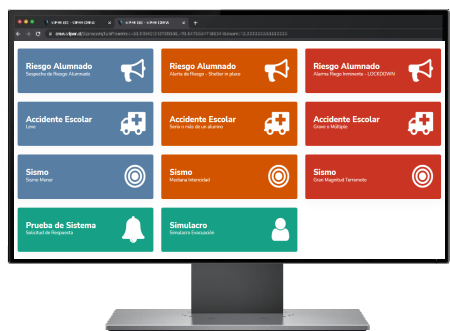 Riesgo Alumnado
Sospecha de Riesgo Alumnado
Riesgo Alumnado
Alerta de Riesgo - Shelter in place
Riesgo Alumnado
Alarma Riego Inminente - LOCKDOWN
Accidente Escolar
Leve
Accidente Escolar
Serio o más de un alumno
Accidente Escolar
Grave o Múltiple
Sismo
Sismo Menor
Sismo
Mediana Intensidad
Sismo
Gran Magnitud Terremoto
Prueba de Sistema
Solicitud de Respuesta
Simulacro
Simulacro Evacuación